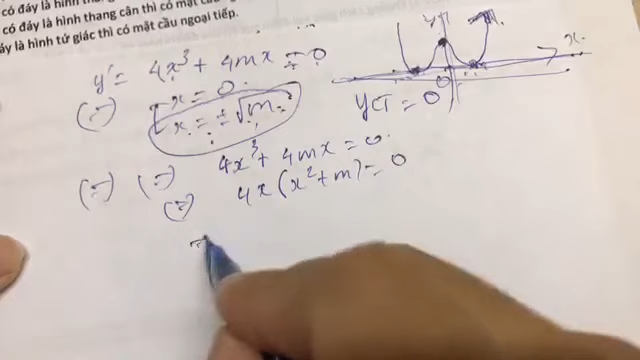 có đáy là hình thang cân thì có mặt cầu
đáy là hình tứ giác thì có mặt cầu ngoại tiếp.
y' = 4x³ + 4mx = 0
(=) x = 0
x = ± √m
y
x
0
yCT = 0
(=) (=) 4x³ + 4mx = 0
(=) 4x(x² + m) = 0